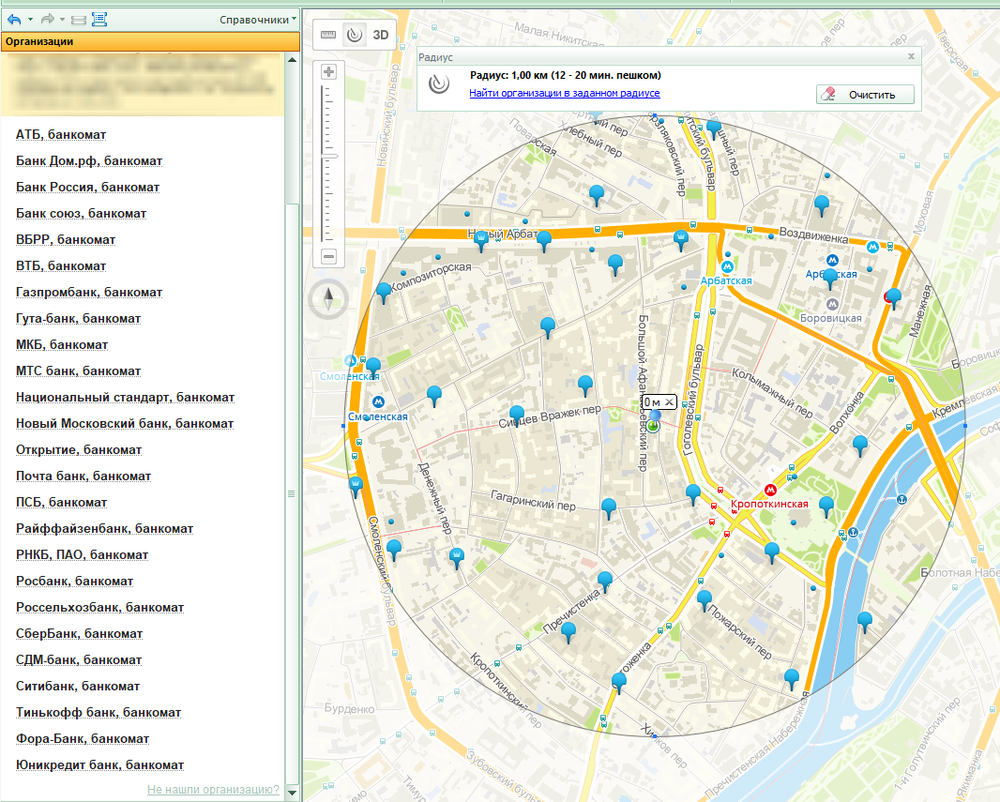 Справочники
Организации
АТБ, банкомат
Банк Дом.рф, банкомат
Банк Россия, банкомат
Банк союз, банкомат
ВБРР, банкомат
ВТБ, банкомат
Газпромбанк, банкомат
Гута-банк, банкомат
МКБ, банкомат
МТС банк, банкомат
Национальный стандарт, банкомат
Новый Московский банк, банкомат
Открытие, банкомат
Почта банк, банкомат
ПСБ, банкомат
Райффайзенбанк, банкомат
РНКБ, ПАО, банкомат
Росбанк, банкомат
Россельхозбанк, банкомат
СберБанк, банкомат
СДМ-банк, банкомат
Ситибанк, банкомат
Тинькофф банк, банкомат
Фора-Банк, банкомат
Юникредит банк, банкомат
Не нашли организацию?
3D
Радиус
Радиус: 1,00 км (12 - 20 мин. пешком)
Найти организации в заданном радиусе
Очистить
Малая Никитская
Тверская
Новинский бульвар
Поварская
Хлебный пер
Моховая
Новый Арбат
Воздвиженка
Композиторская
Арбатская
Арбатская
Боровицкая
Манежная
Смоленская
Смоленская
Большой Афанасьевский пер
0 м
Гоголевский бульвар
Колымажный пер
Волхонка
Кремлёвская
Сивцев Вражек пер
Денежный пер
Гагаринский пер
Кропоткинская
Смоленский бульвар
Болотная Наб
Пречистенка
Пожарский пер
Кропоткинский пер
Бурденко
Хилков пер
Зубовский бульвар
Пречистенская Набережная
1-й Голутвинский пер
Якиманка